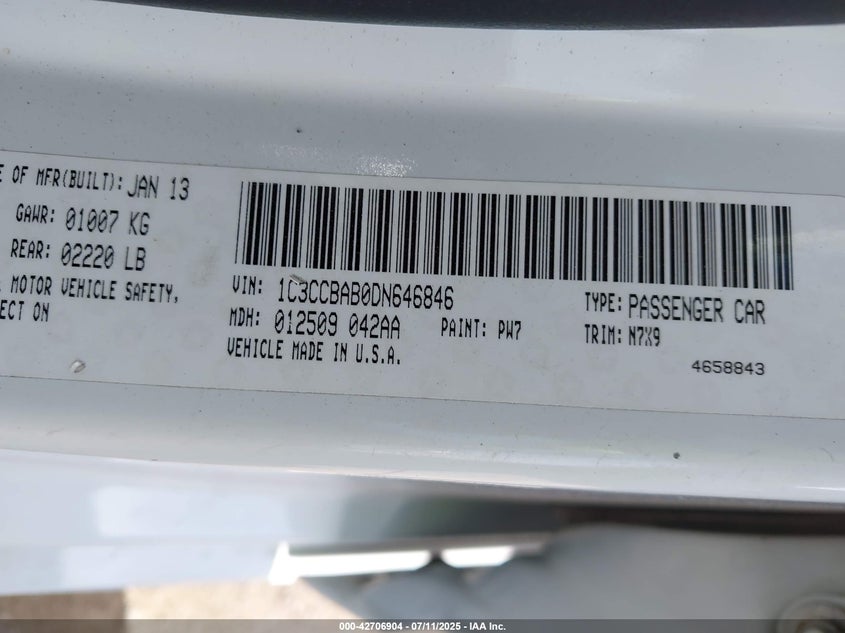 E OF MFR(BUILT): JAN 13
GAWR: 01007 KG
REAR: 02220 LB
MOTOR VEHICLE SAFETY,
ECT ON
VIN: 1C3CCBAB0DN646846
MDH: 012509 042AA
PAINT: PW7
VEHICLE MADE IN U.S.A.
TYPE: PASSENGER CAR
TRIM: N7X9
4658843
000-42706904 - 07/11/2025 - IAA Inc.